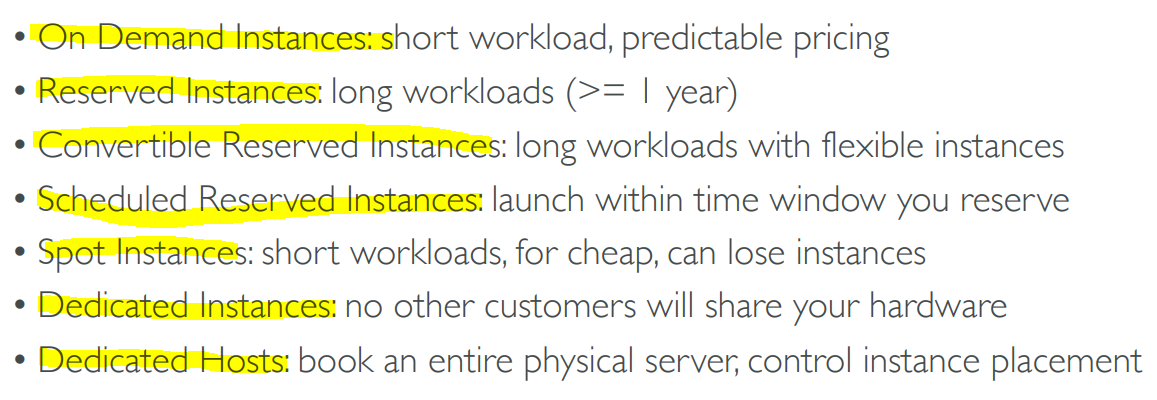 • On Demand Instances: short workload, predictable pricing
• Reserved Instances: long workloads (>= 1 year)
• Convertible Reserved Instances: long workloads with flexible instances
• Scheduled Reserved Instances: launch within time window you reserve
• Spot Instances: short workloads, for cheap, can lose instances
• Dedicated Instances: no other customers will share your hardware
• Dedicated Hosts: book an entire physical server, control instance placement